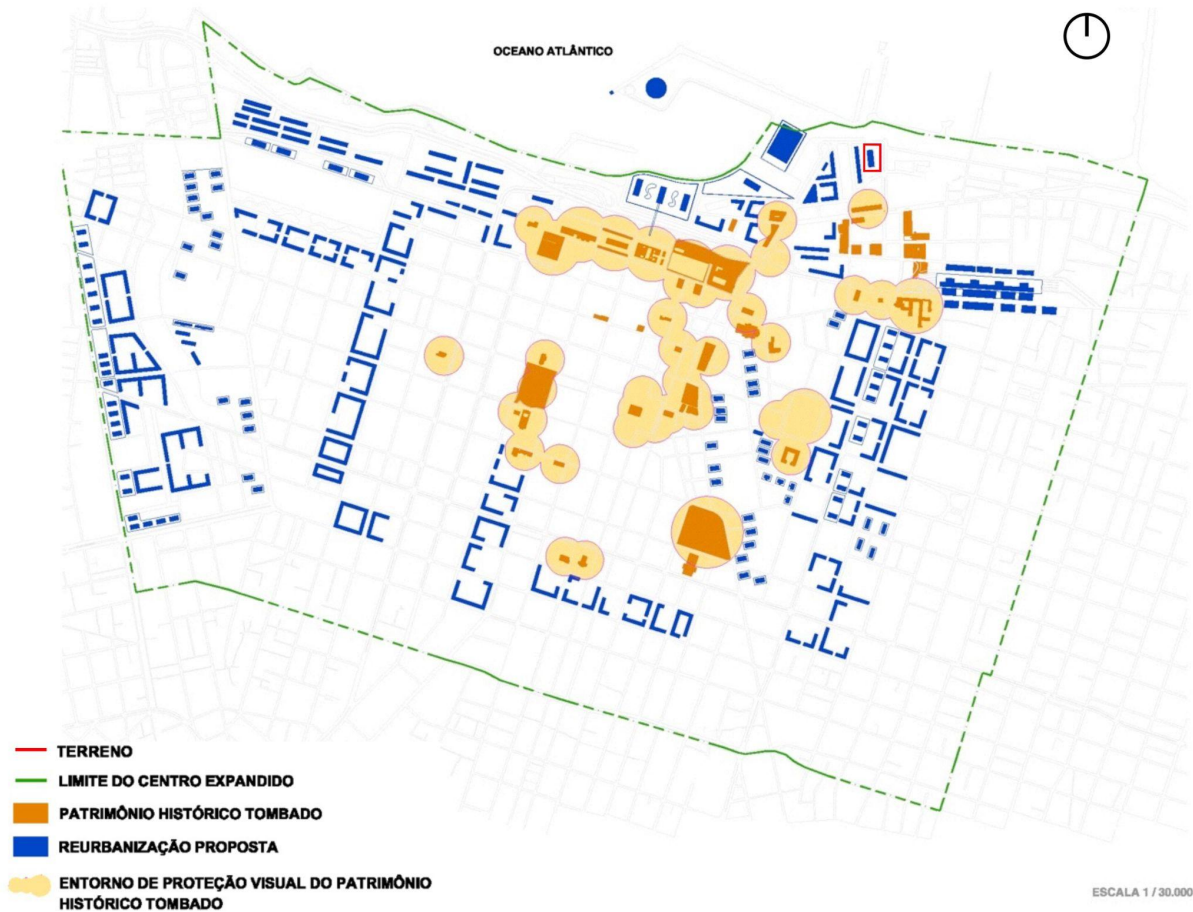 OCEANO ATLÂNTICO
TERRENO
LIMITE DO CENTRO EXPANDIDO
PATRIMÔNIO HISTÓRICO TOMBADO
REURBANIZAÇÃO PROPOSTA
ENTORNO DE PROTEÇÃO VISUAL DO PATRIMÔNIO
HISTÓRICO TOMBADO
ESCALA 1 / 30.000